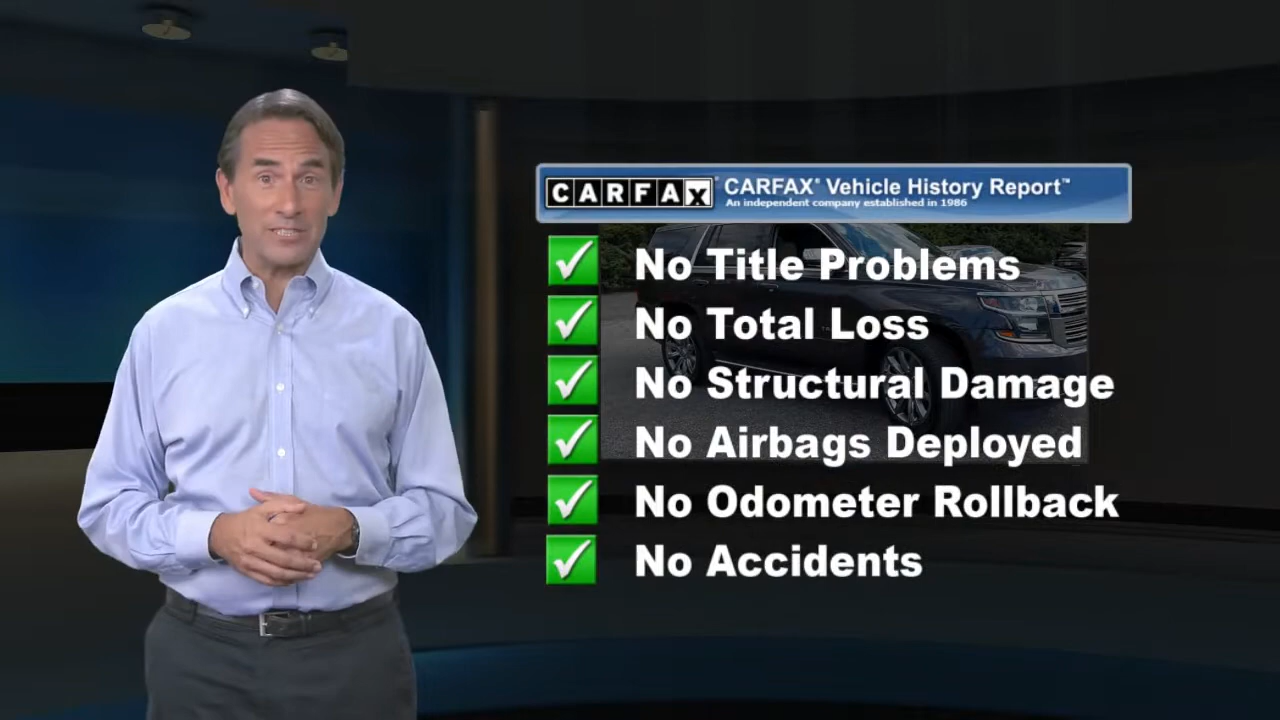 CARFAX® CARFAX® Vehicle History Report™
An independent company established in 1986
No Title Problems
No Total Loss
No Structural Damage
No Airbags Deployed
No Odometer Rollback
No Accidents